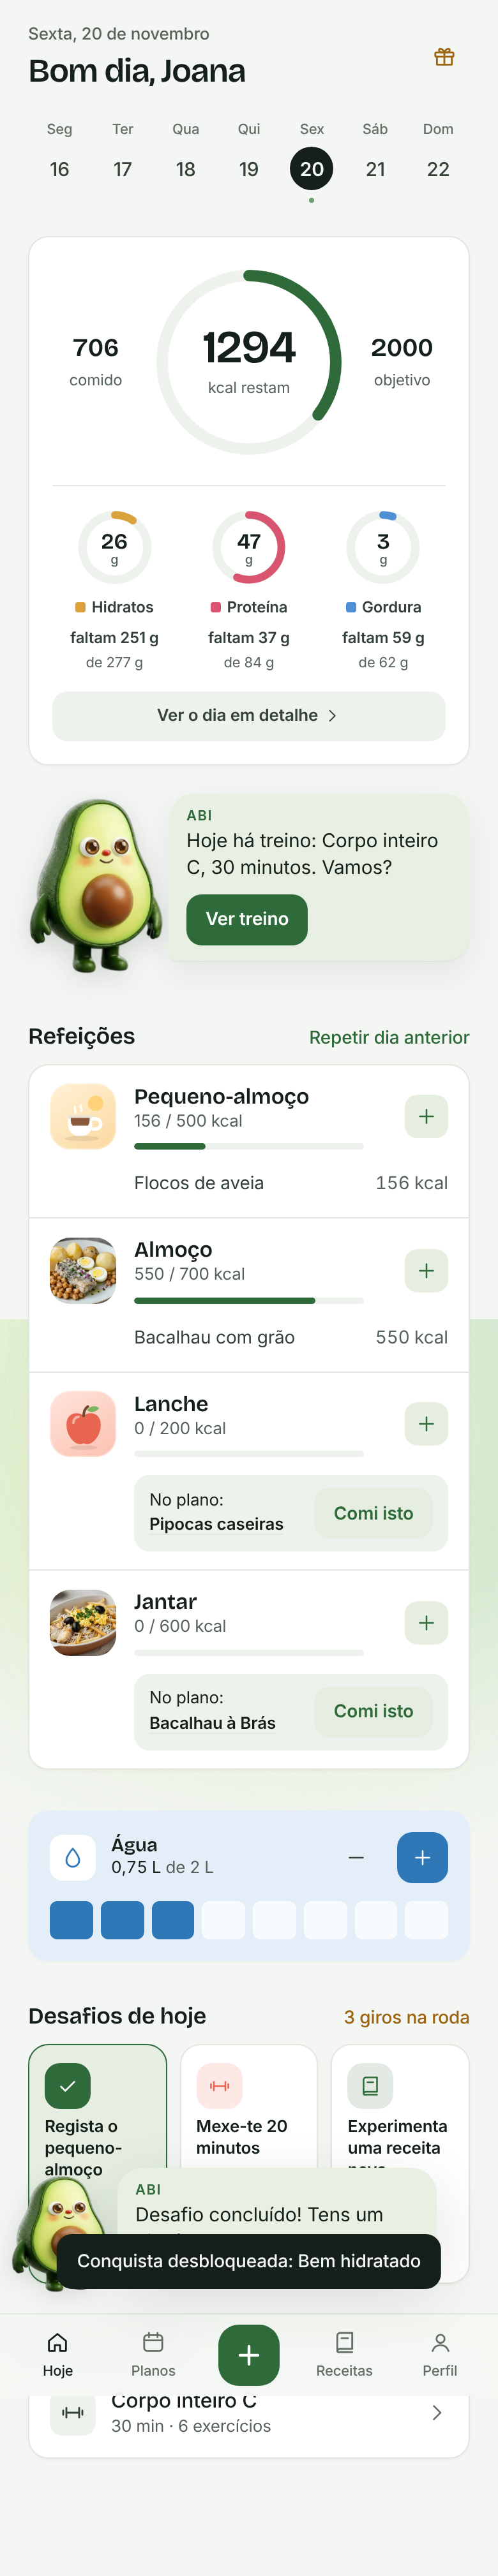 Sexta, 20 de novembro
Bom dia, Joana
Seg Ter Qua Qui Sex Sáb Dom
16 17 18 19 20 21 22
706
comido
1294
kcal restam
2000
objetivo
26
g
47
g
3
g
Hidratos Proteína Gordura
faltam 251 g faltam 37 g faltam 59 g
de 277 g de 84 g de 62 g
Ver o dia em detalhe
ABI
Hoje há treino: Corpo inteiro
C, 30 minutos. Vamos?
Ver treino
Refeições Repetir dia anterior
Pequeno-almoço
156 / 500 kcal
Flocos de aveia 156 kcal
Almoço
550 / 700 kcal
Bacalhau com grão 550 kcal
Lanche
0 / 200 kcal
No plano:
Pipocas caseiras
Comi isto
Jantar
0 / 600 kcal
No plano:
Bacalhau à Brás
Comi isto
Água
0,75 L de 2 L
Desafios de hoje 3 giros na roda
Regista o
pequeno-
almoço
Mexe-te 20
minutos
Experimenta
uma receita
ABI
Desafio concluído! Tens um
Conquista desbloqueada: Bem hidratado
Hoje Planos Receitas Perfil
Corpo inteiro C
30 min · 6 exercícios